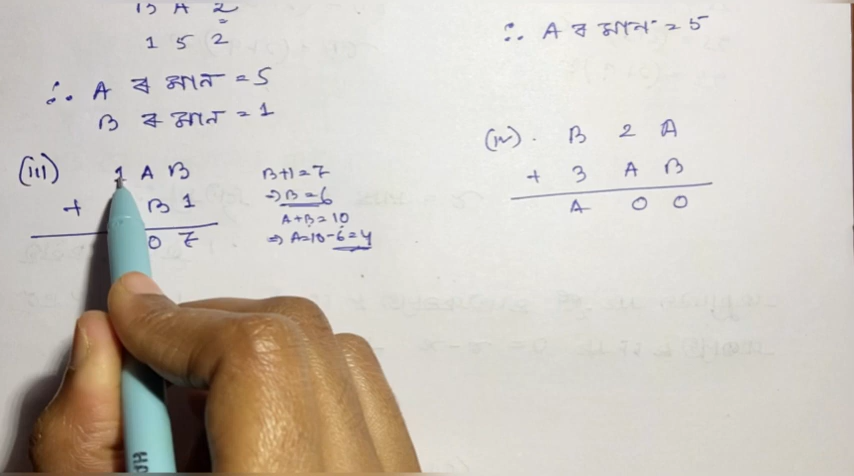 B A 2
1 5 2
∴ A ৰ মান = 5
B ৰ মান = 1
(iii) 1 A B
+ B 1
0 7
B+1=7
⇒ B=6
A+B=10
⇒ A=10-6=4
∴ A ৰ মান = 5
(iv). B 2 A
+ 3 A B
A 0 0